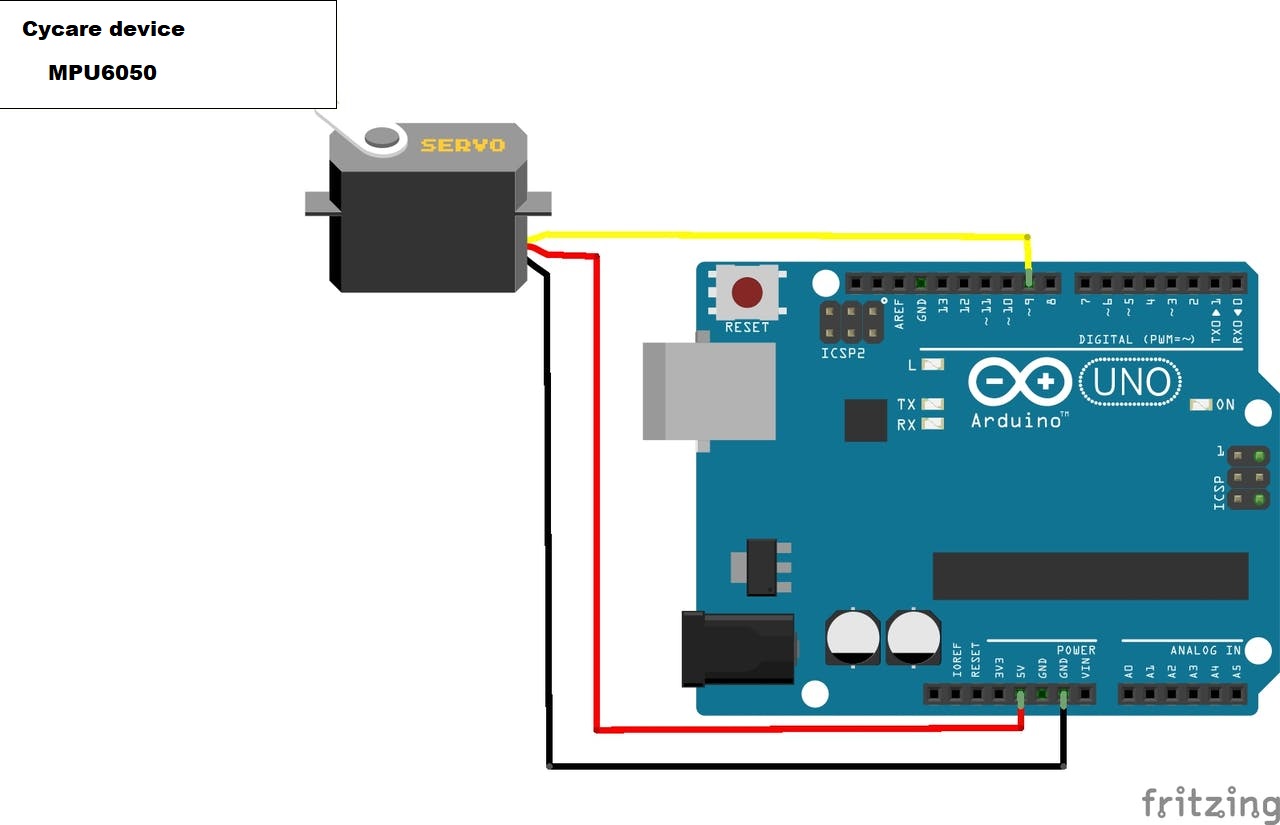 Cycare device
MPU6050
SERVO
RESET
ICSP2
AREF
GND
13
12
~11
~10
~9
8
7
~6
~5
4
~3
2
TX0▶1
RX0◀0
DIGITAL (PWM=~)
L
TX
RX
UNO
Arduino™
ON
1
ICSP
IOREF
RESET
3V3
5V
GND
GND
VIN
POWER
ANALOG IN
A0
A1
A2
A3
A4
A5
fritzing